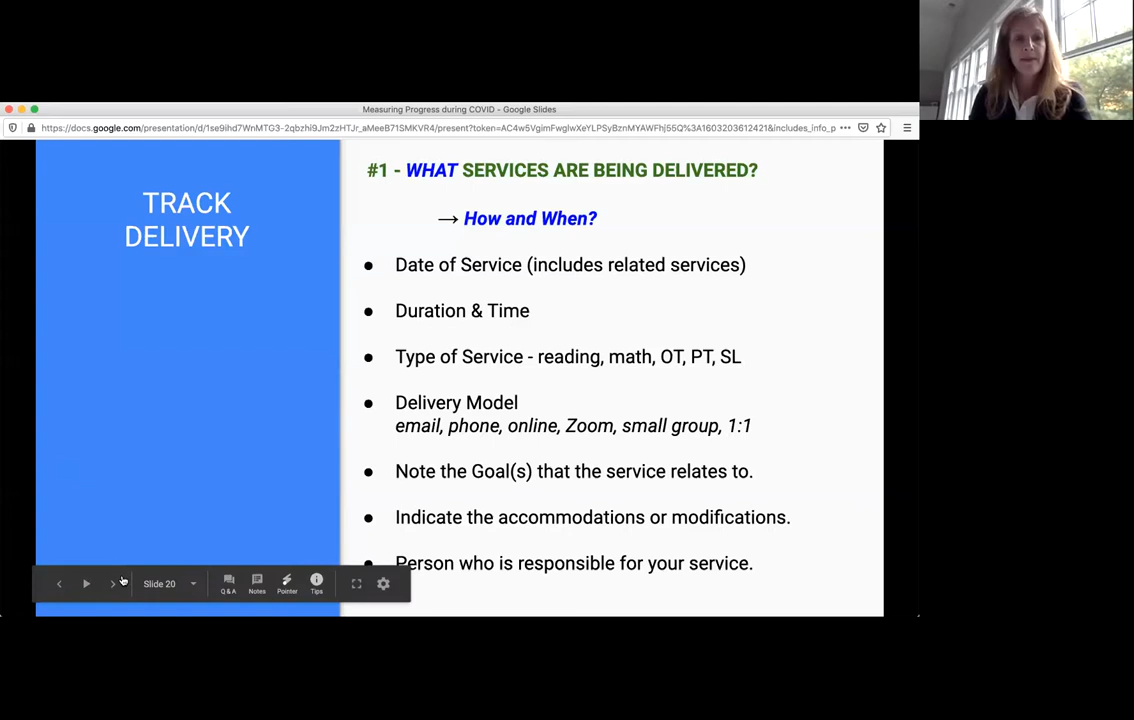 Measuring Progress during COVID - Google Slides
TRACK
DELIVERY
#1 - WHAT SERVICES ARE BEING DELIVERED?
→ How and When?
● Date of Service (includes related services)
● Duration & Time
● Type of Service - reading, math, OT, PT, SL
● Delivery Model
email, phone, online, Zoom, small group, 1:1
● Note the Goal(s) that the service relates to.
● Indicate the accommodations or modifications.
● Person who is responsible for your service.
Slide 20
Q & A Notes Pointer Tips